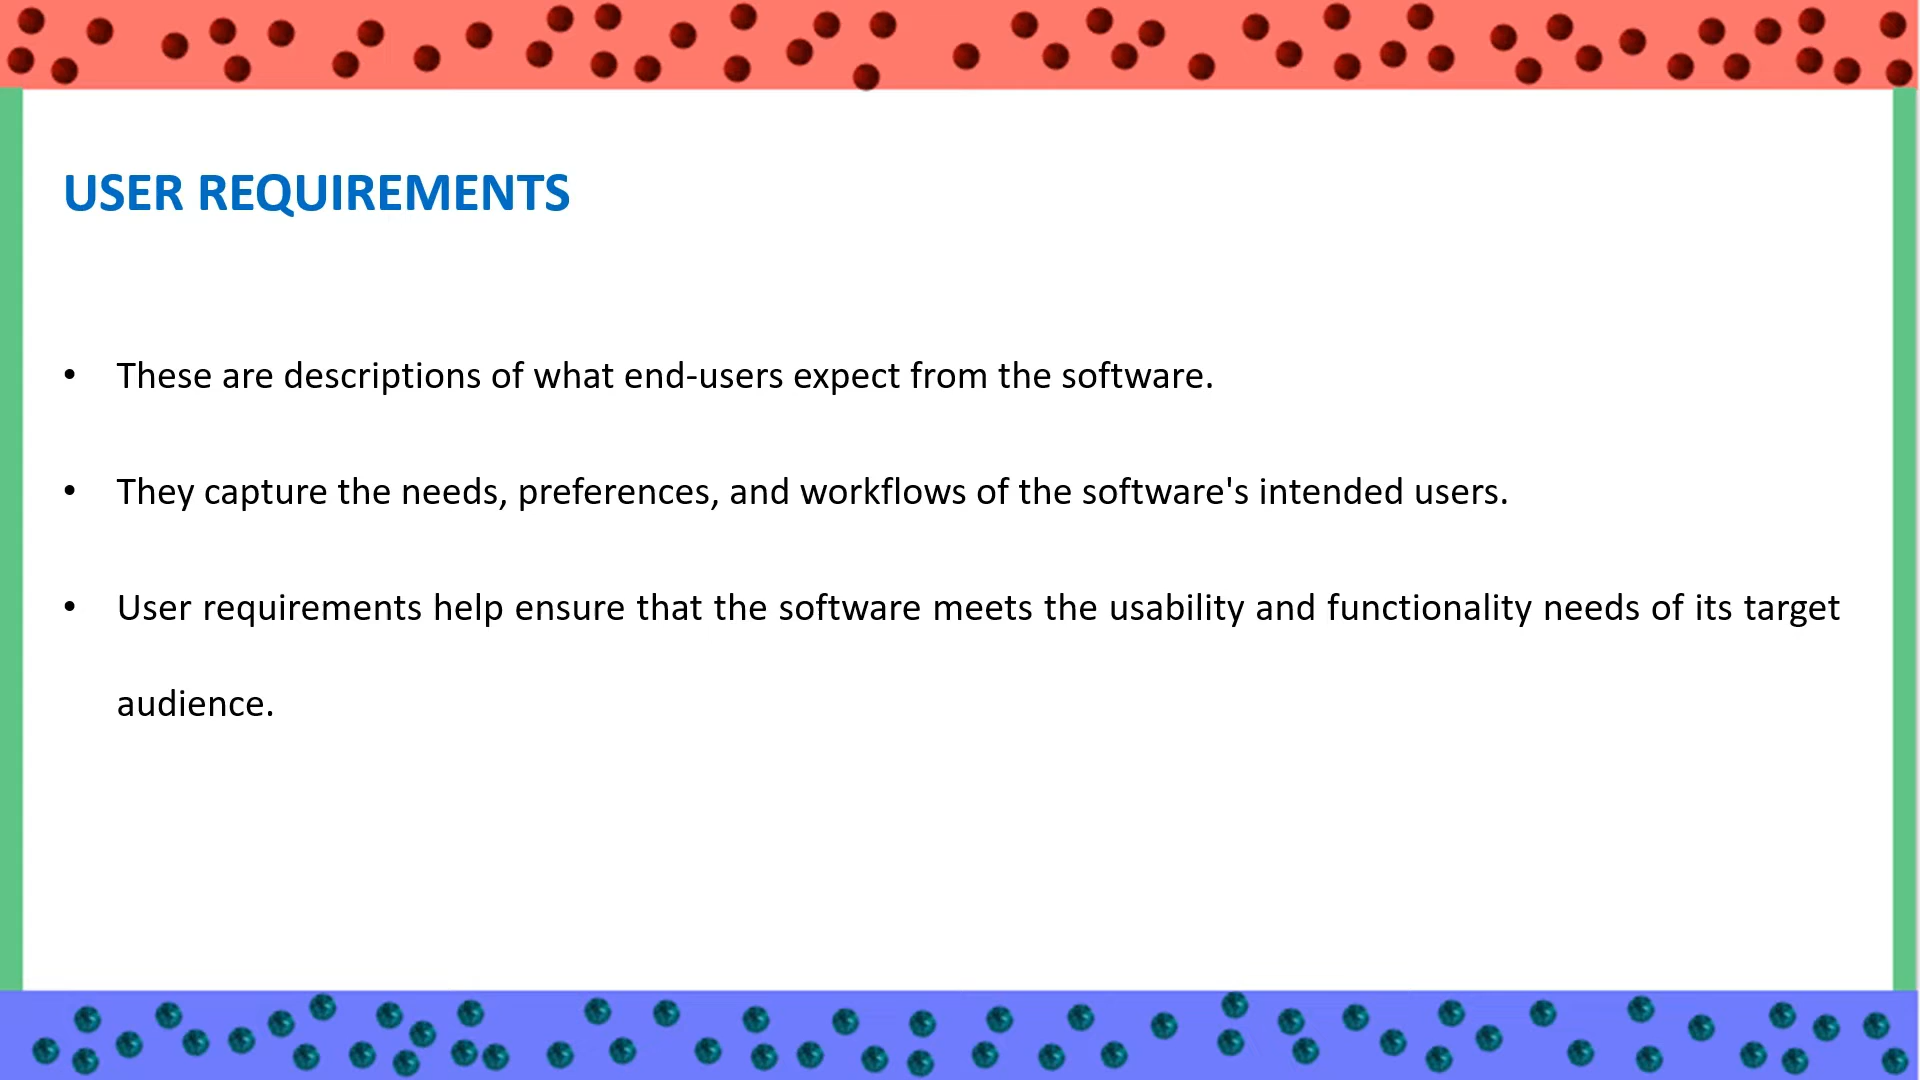 USER REQUIREMENTS
• These are descriptions of what end-users expect from the software.
• They capture the needs, preferences, and workflows of the software's intended users.
• User requirements help ensure that the software meets the usability and functionality needs of its target
audience.